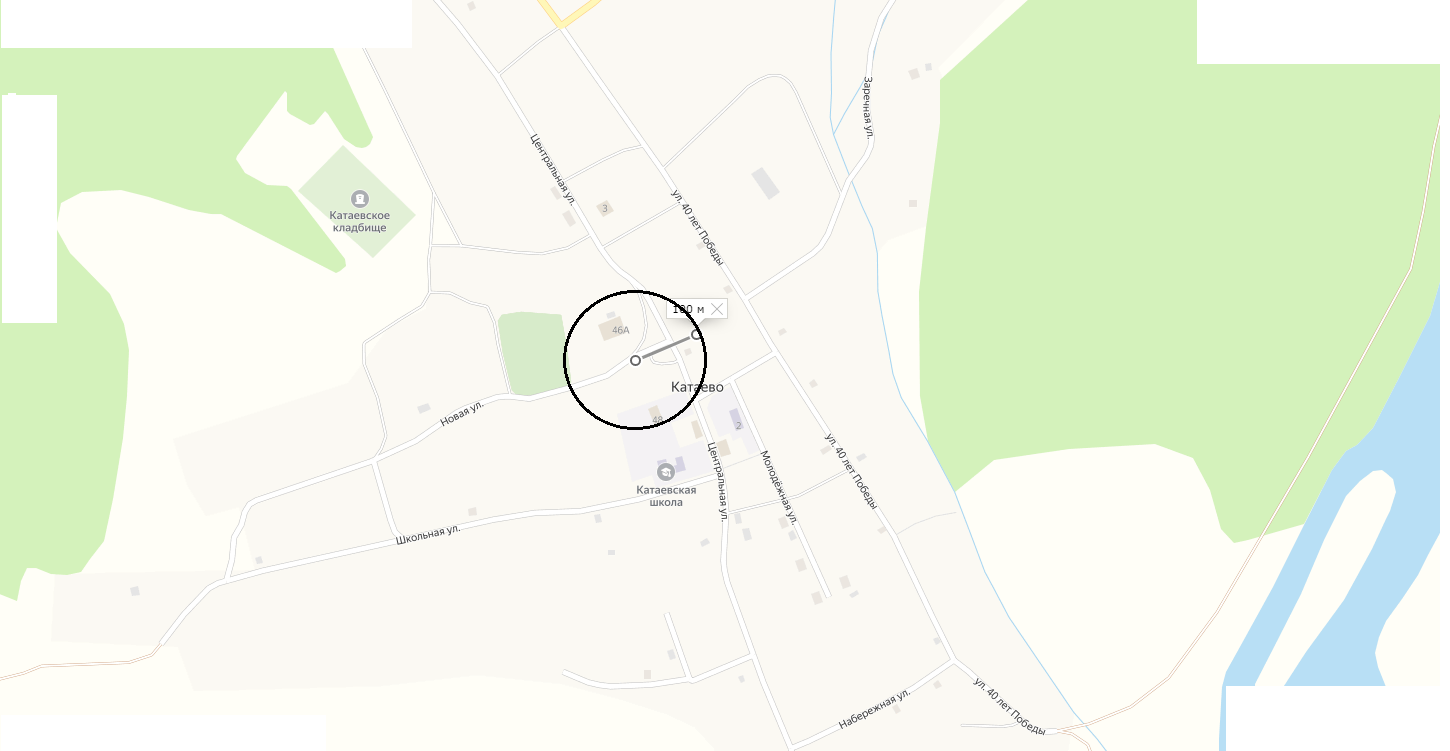 Заречная ул.
Центральная ул.
Катаевское
кладбище
3
ул. 40 лет Победы
100 м
46А
Катаево
Новая ул.
48
2
Центральная ул.
Молодёжная ул.
ул. 40 лет Победы
Катаевская
школа
Школьная ул.
Набережная ул.
ул. 40 лет Победы